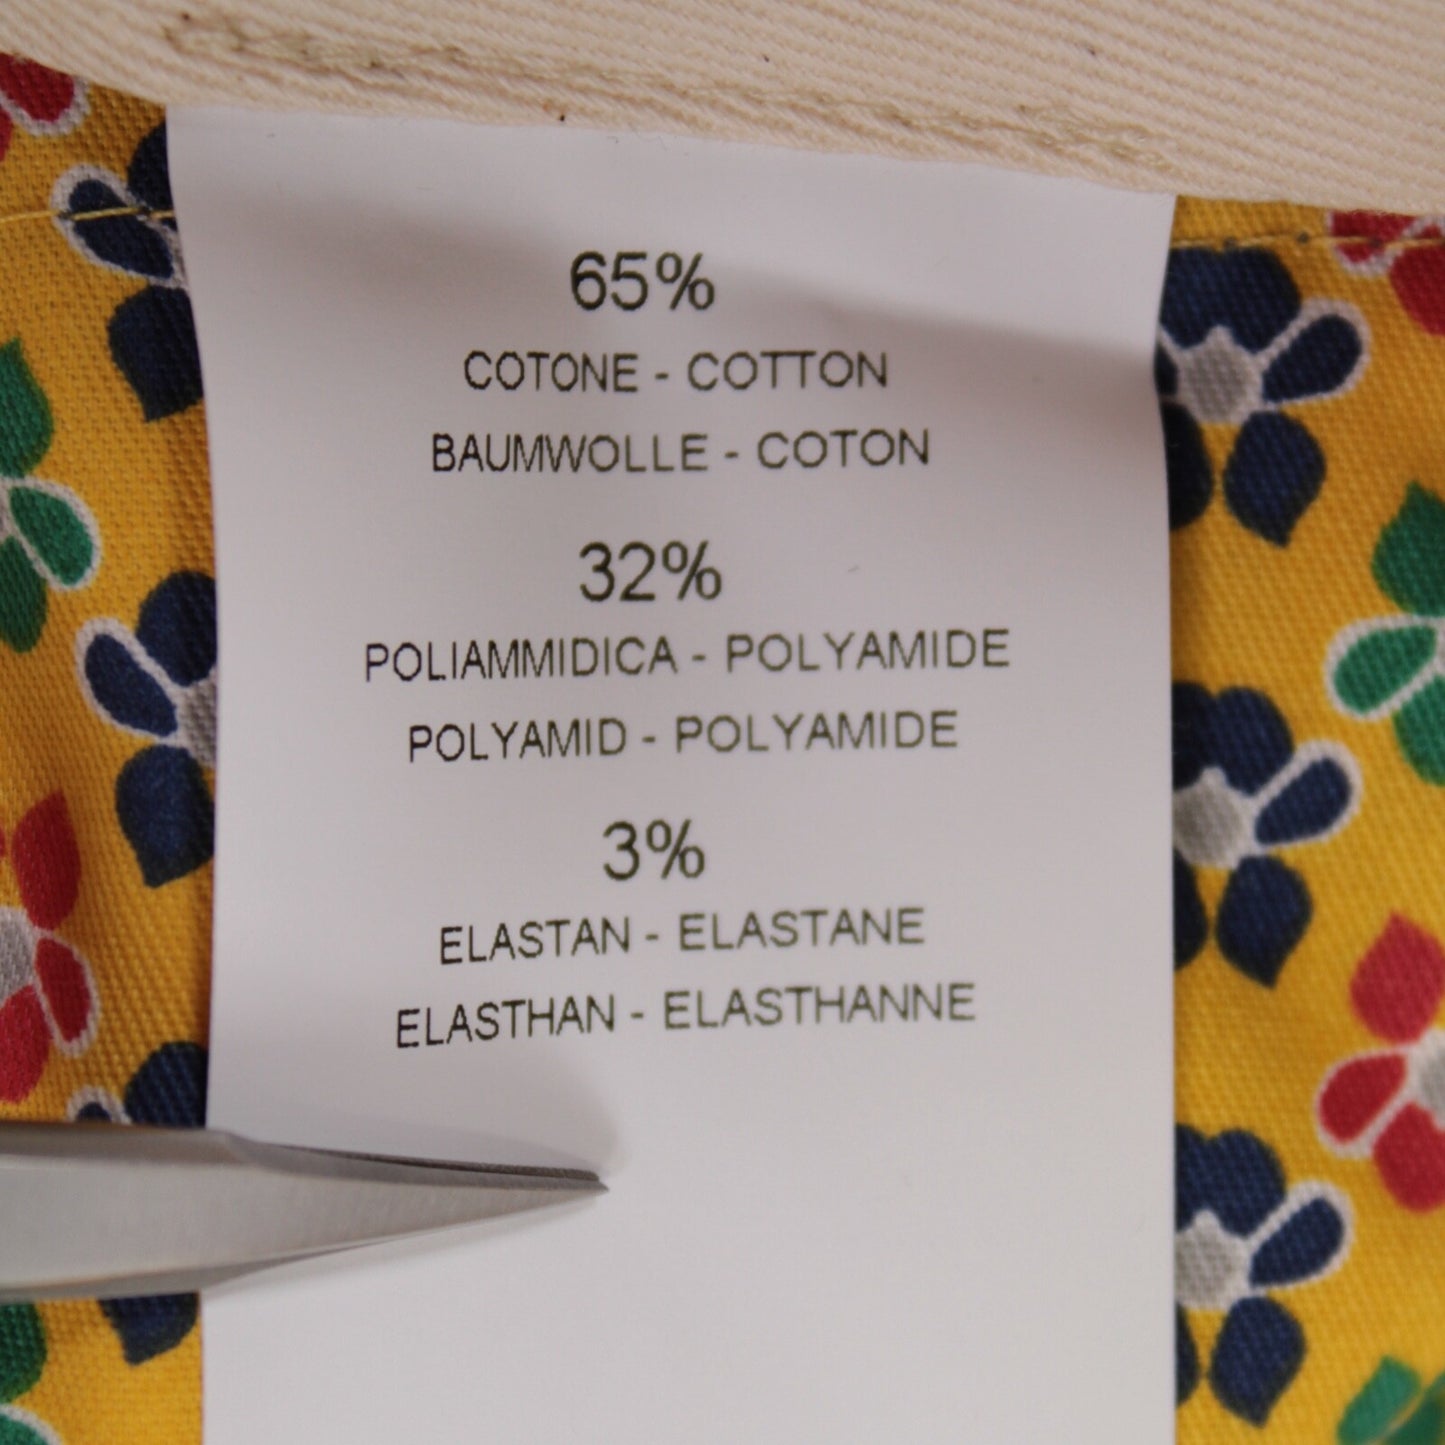 65%
COTONE - COTTON
BAUMWOLLE - COTON
32%
POLIAMMIDICA - POLYAMIDE
POLYAMID - POLYAMIDE
3%
ELASTAN - ELASTANE
ELASTHAN - ELASTHANNE